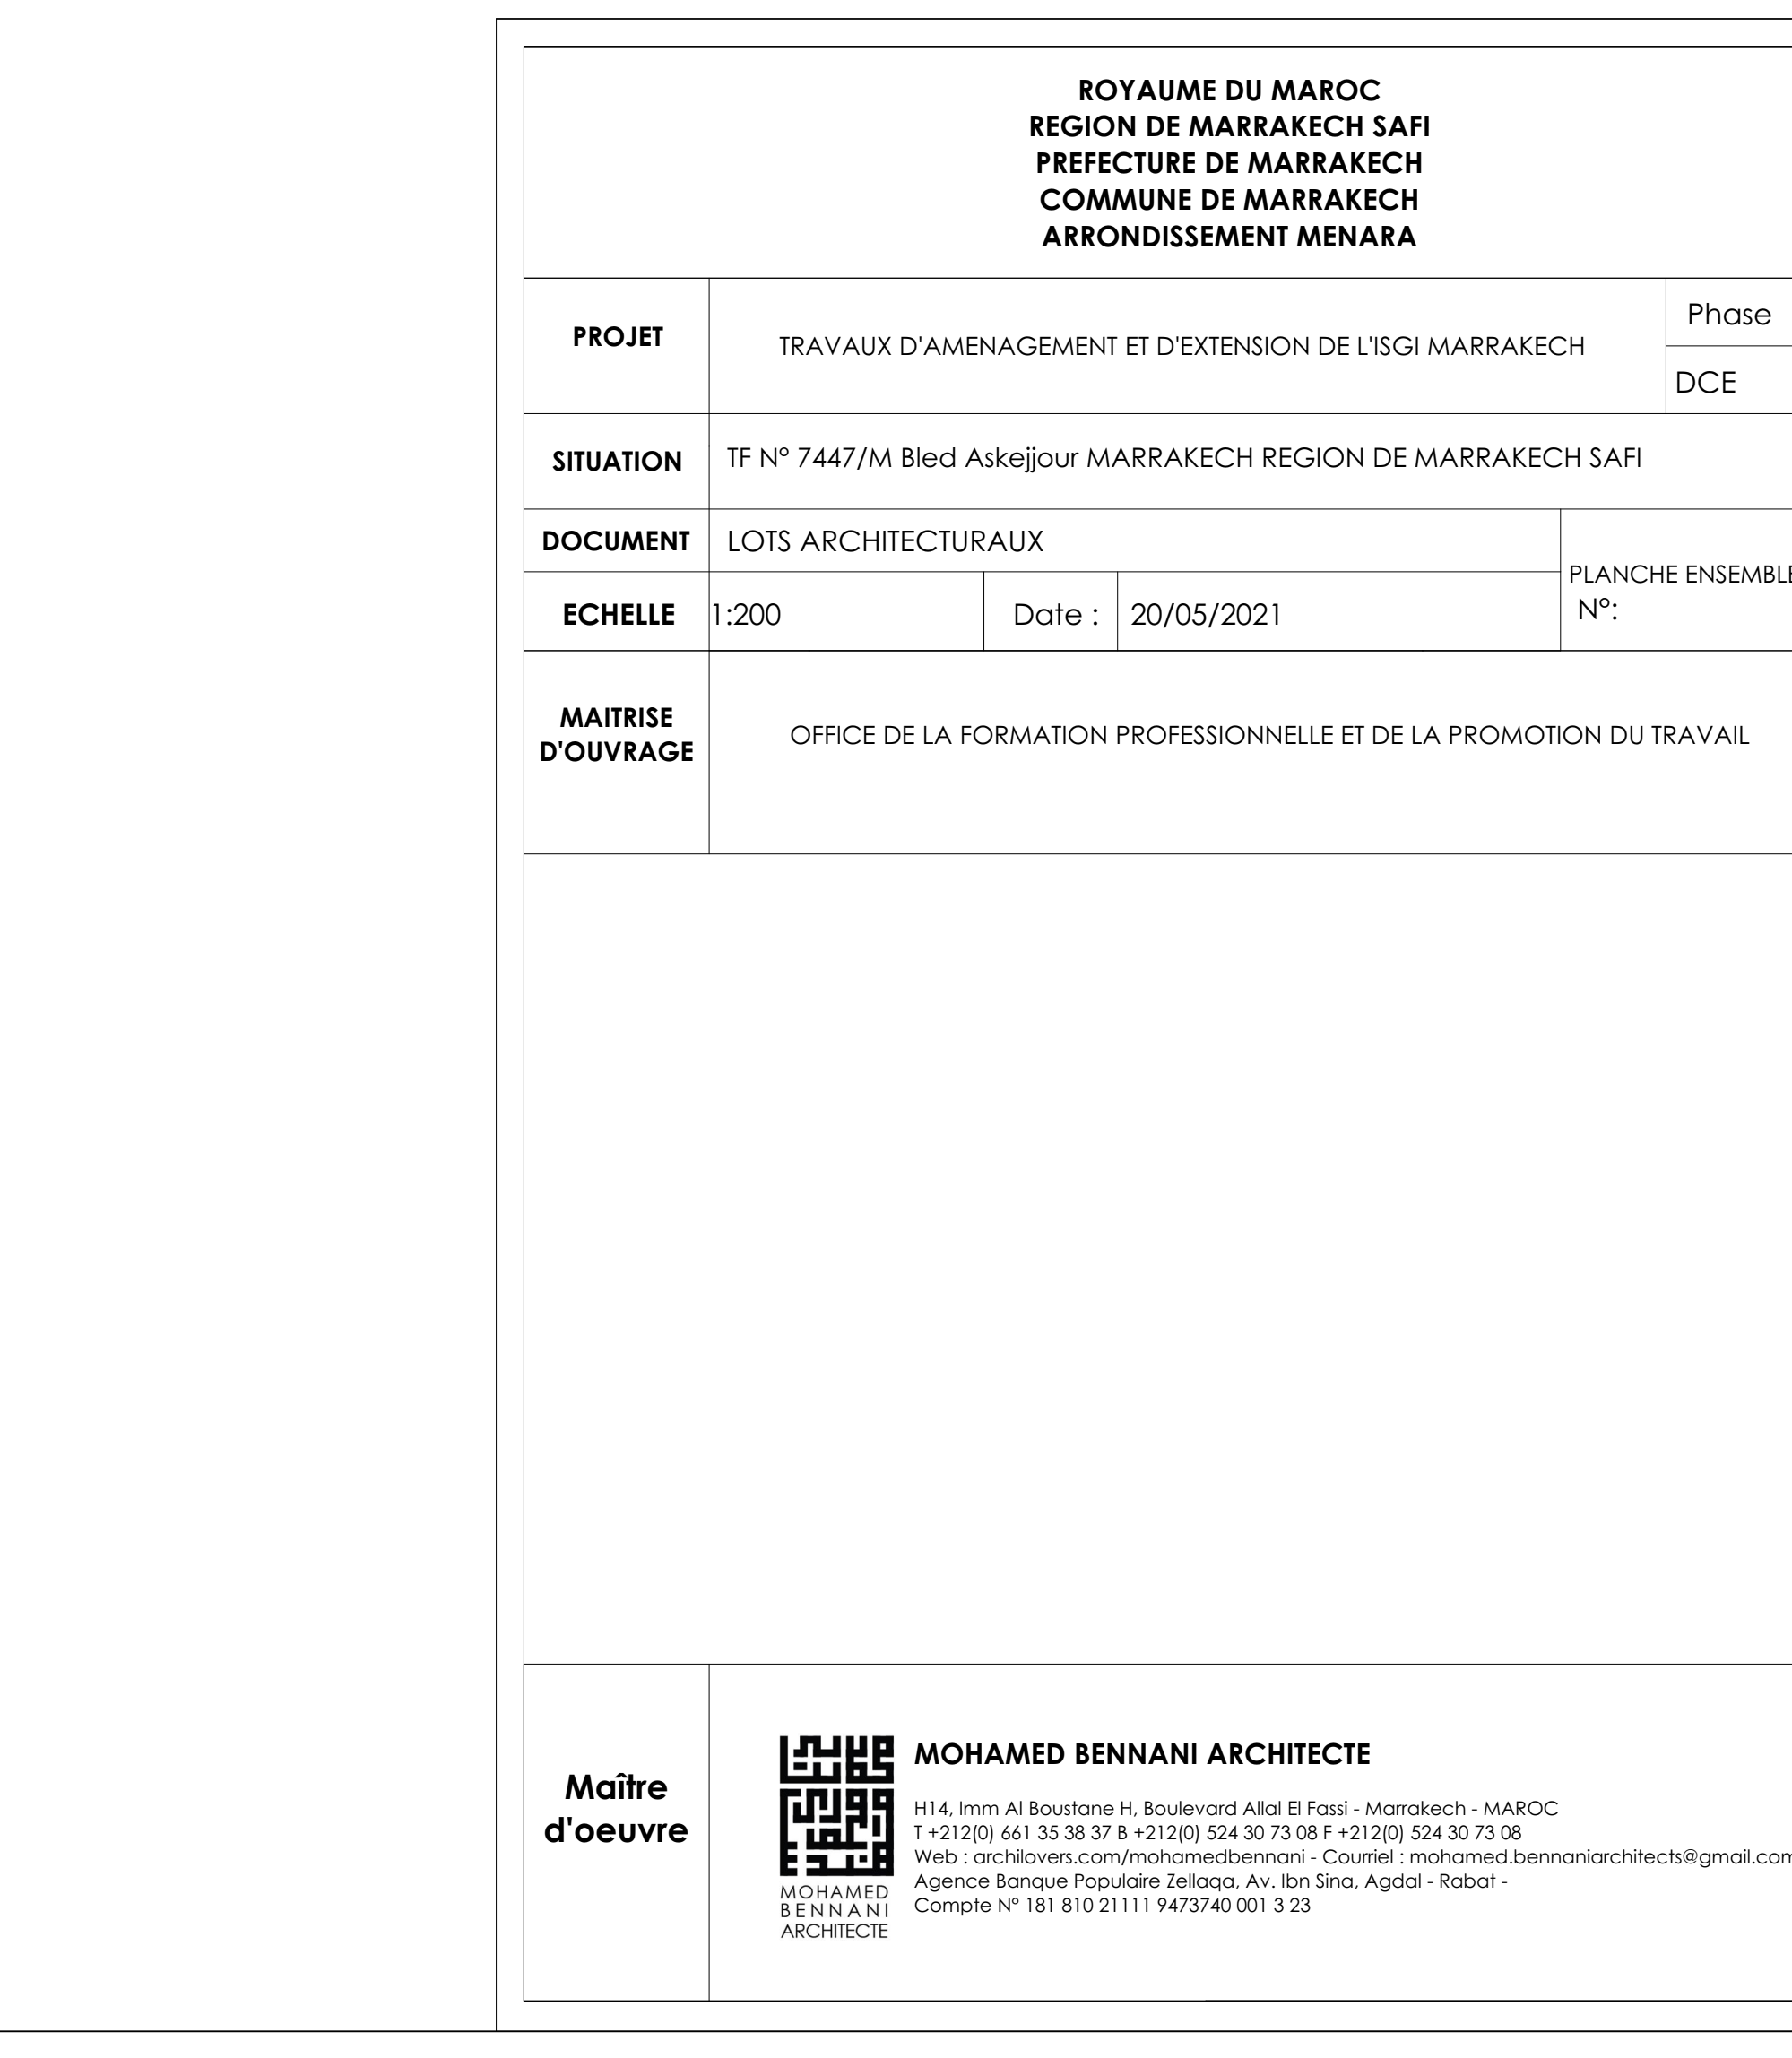 ROYAUME DU MAROC
REGION DE MARRAKECH SAFI
PREFECTURE DE MARRAKECH
COMMUNE DE MARRAKECH
ARRONDISSEMENT MENARA
PROJET
TRAVAUX D'AMENAGEMENT ET D'EXTENSION DE L'ISGI MARRAKECH
Phase
DCE
SITUATION
TF N° 7447/M Bled Askejjour MARRAKECH REGION DE MARRAKECH SAFI
DOCUMENT
LOTS ARCHITECTURAUX
PLANCHE ENSEMBLE
N°:
ECHELLE
1:200
Date :
20/05/2021
MAITRISE
D'OUVRAGE
OFFICE DE LA FORMATION PROFESSIONNELLE ET DE LA PROMOTION DU TRAVAIL
Maître
d'oeuvre
MOHAMED
BENNANI
ARCHITECTE
MOHAMED BENNANI ARCHITECTE
H14, Imm Al Boustane H, Boulevard Allal El Fassi - Marrakech - MAROC
T +212(0) 661 35 38 37 B +212(0) 524 30 73 08 F +212(0) 524 30 73 08
Web : archilovers.com/mohamedbennani - Courriel : mohamed.bennaniarchitects@gmail.com
Agence Banque Populaire Zellaqa, Av. Ibn Sina, Agdal - Rabat -
Compte N° 181 810 21111 9473740 001 3 23